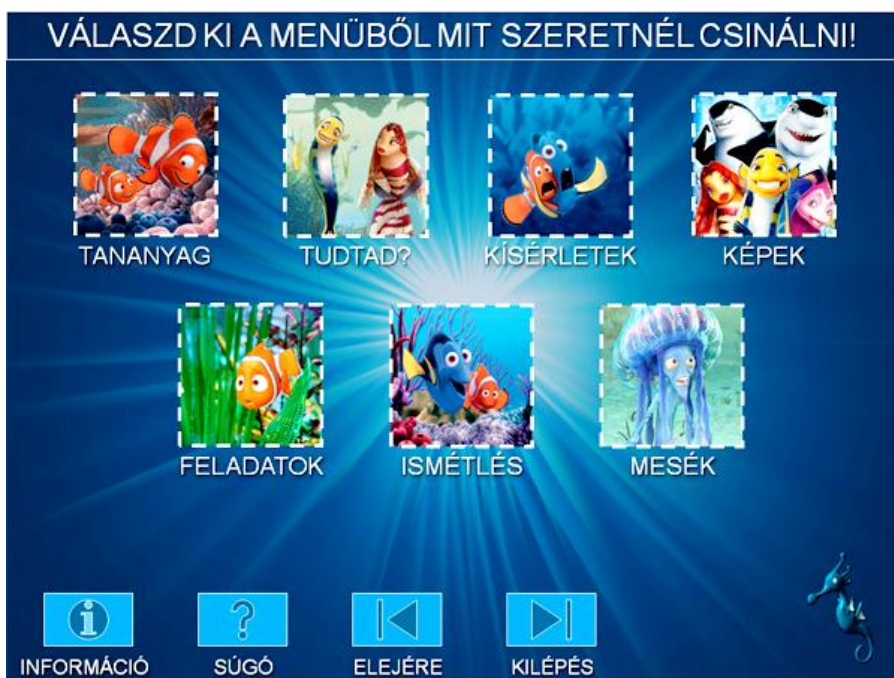 VÁLASZD KI A MENÜBŐL MIT SZERETNÉL CSINÁLNI!
TANANYAG TUDTAD? KÍSÉRLETEK KÉPEK
FELADATOK ISMÉTLÉS MESÉK
INFORMÁCIÓ SÚGÓ ELEJÉRE KILÉPÉS